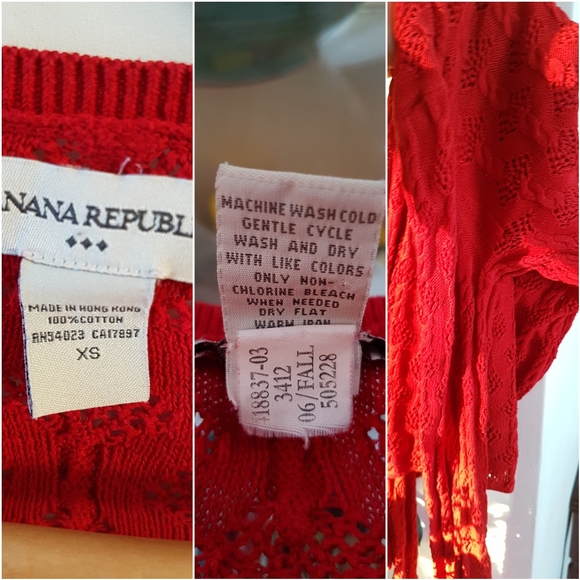 NANA REPUBL
MADE IN HONG KONG
100% COTTON
RN54023 CA17897
XS
MACHINE WASH COLD
GENTLE CYCLE
WASH AND DRY
WITH LIKE COLORS
ONLY NON-
CHLORINE BLEACH
WHEN NEEDED
DRY FLAT
WARM IRON
418837-03
3412
06/FALL
505228